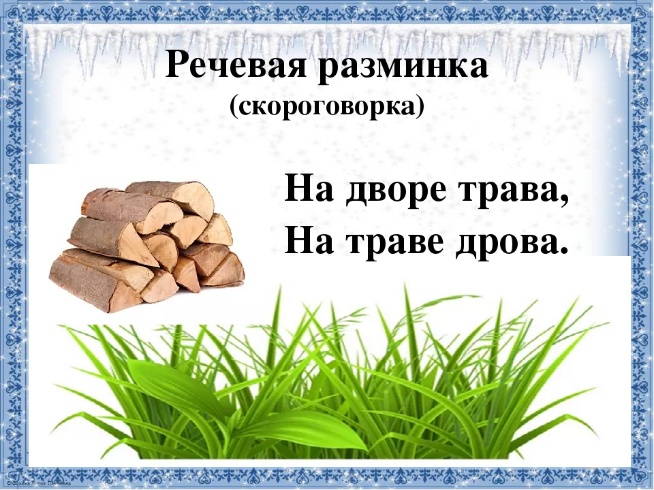 Речевая разминка
(скороговорка)
На дворе трава,
На траве дрова.